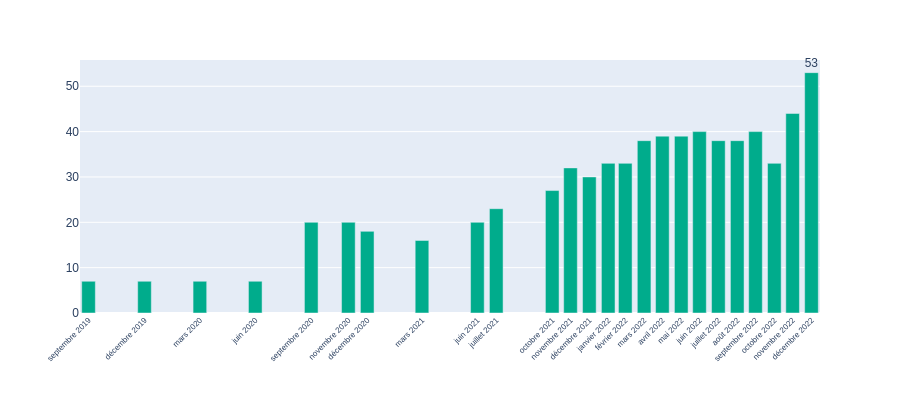 53
50
40
30
20
10
0
septembre 2019
décembre 2019
mars 2020
juin 2020
septembre 2020
novembre 2020
décembre 2020
mars 2021
juin 2021
juillet 2021
octobre 2021
novembre 2021
décembre 2021
janvier 2022
février 2022
mars 2022
avril 2022
mai 2022
juin 2022
juillet 2022
août 2022
septembre 2022
octobre 2022
novembre 2022
décembre 2022